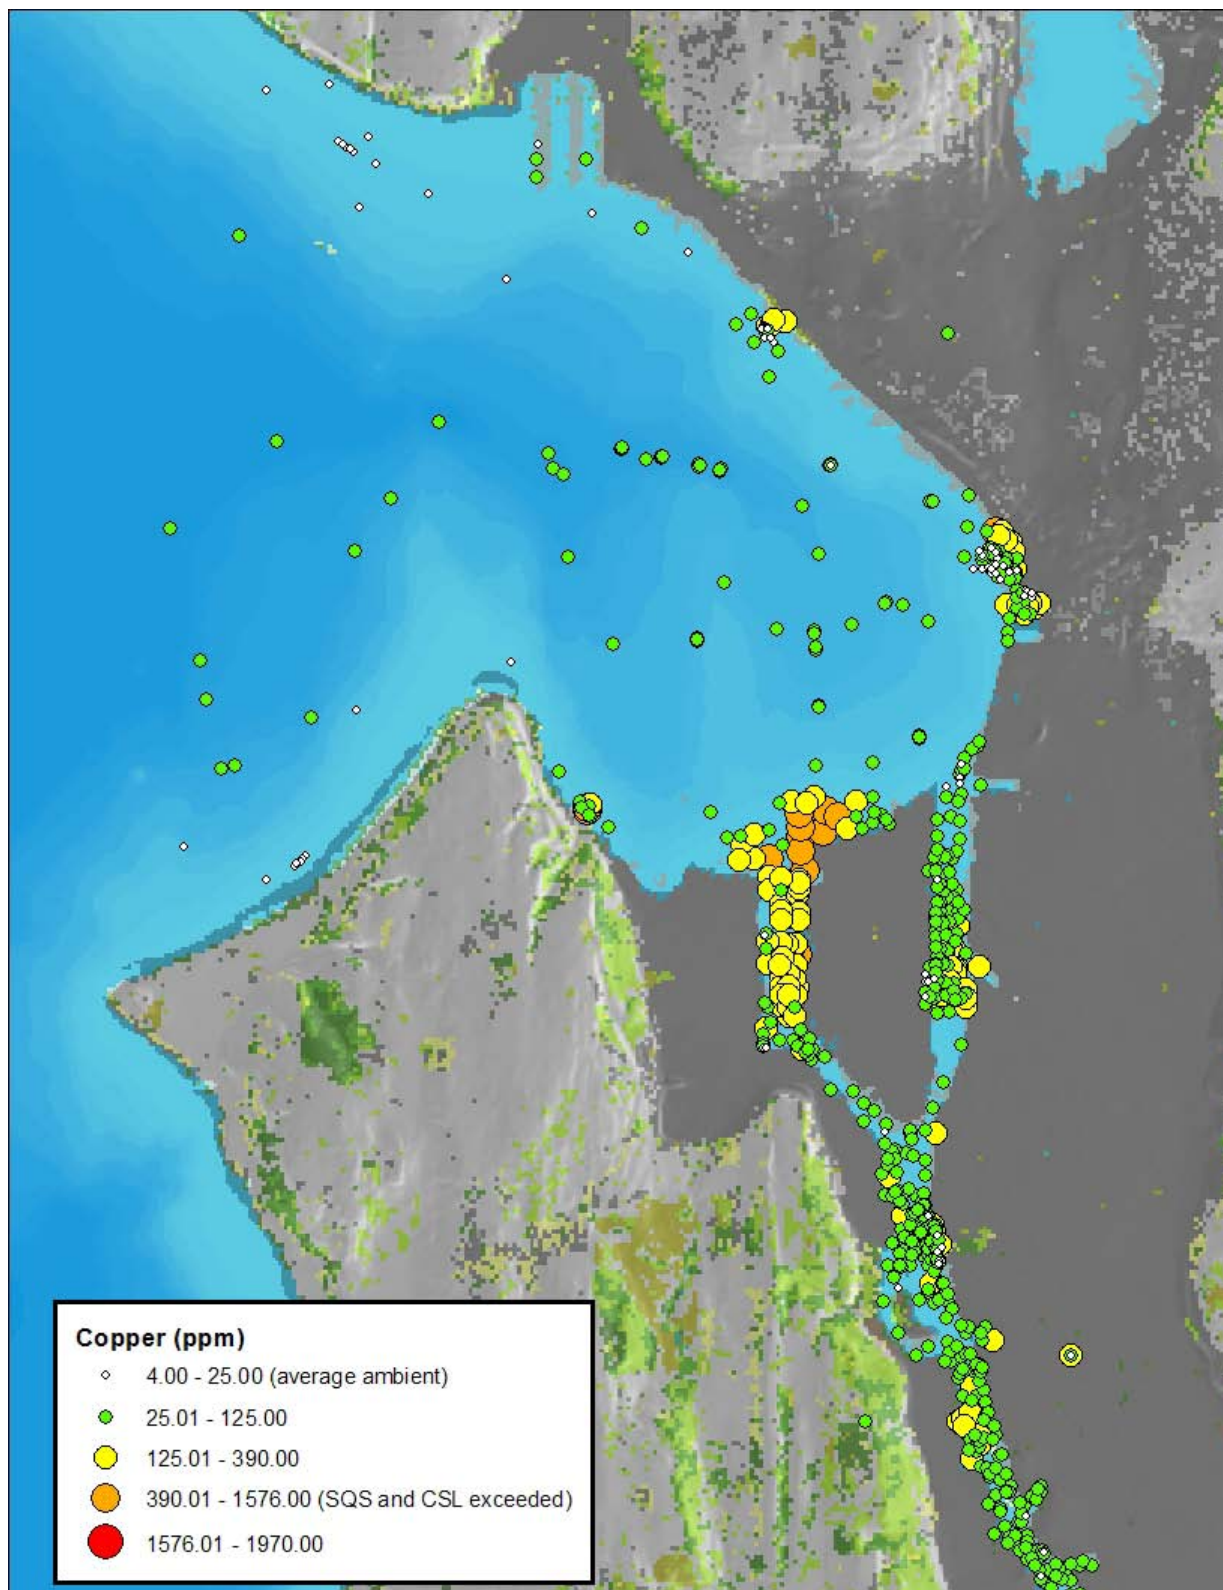 Copper (ppm)
4.00 - 25.00 (average ambient)
25.01 - 125.00
125.01 - 390.00
390.01 - 1576.00 (SQS and CSL exceeded)
1576.01 - 1970.00